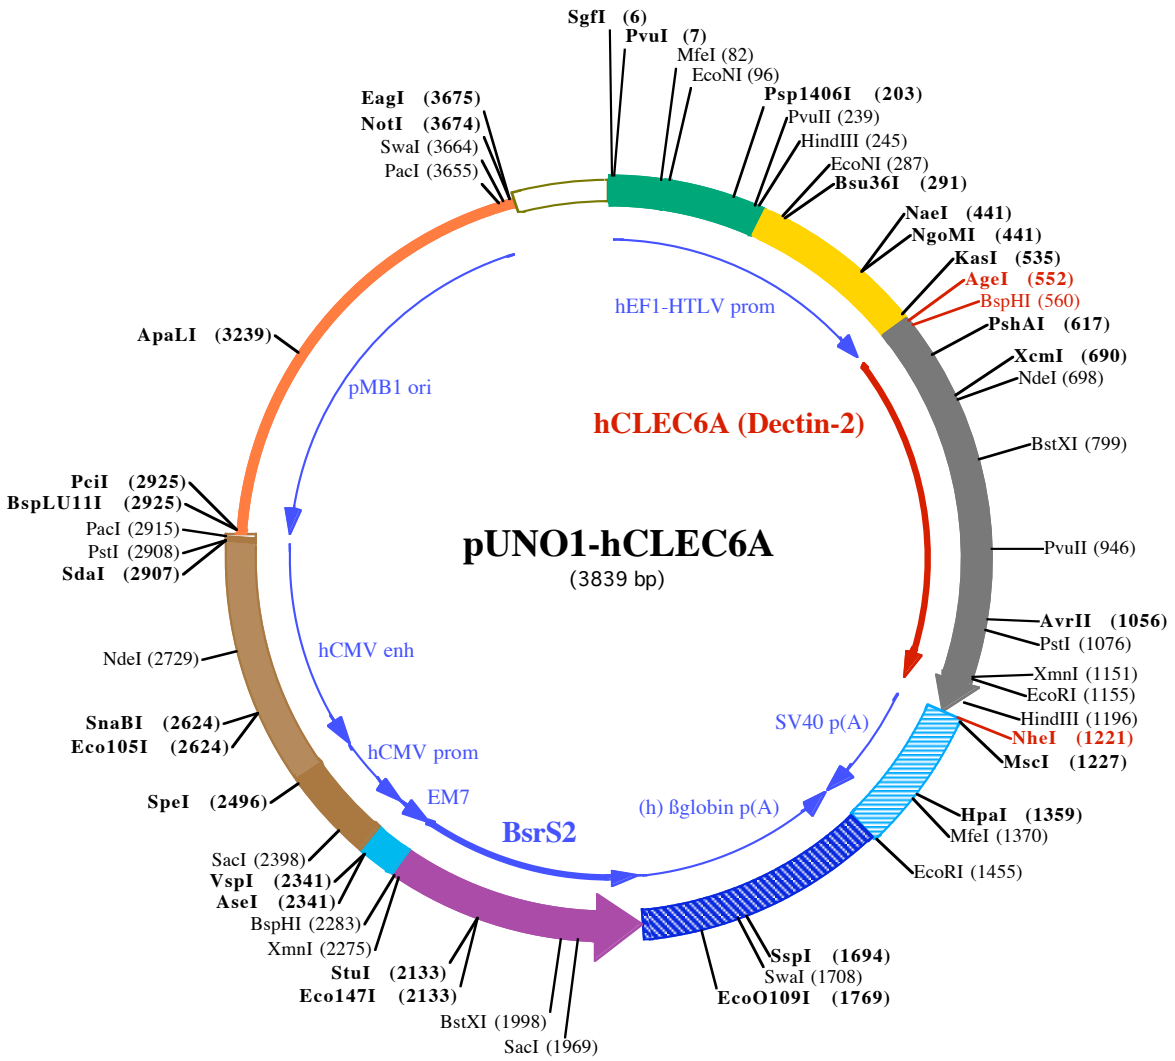 SgfI (6)
PvuI (7)
MfeI (82)
EcoNI (96)
Psp1406I (203)
PvuII (239)
HindIII (245)
EcoNI (287)
Bsu36I (291)
NaeI (441)
NgoMI (441)
KasI (535)
AgeI (552)
BspHI (560)
PshAI (617)
XcmI (690)
NdeI (698)
BstXI (799)
PvuII (946)
AvrII (1056)
PstI (1076)
XmnI (1151)
EcoRI (1155)
HindIII (1196)
NheI (1221)
MscI (1227)
HpaI (1359)
MfeI (1370)
EcoRI (1455)
SspI (1694)
SwaI (1708)
EcoO109I (1769)
SacI (1969)
BstXI (1998)
Eco147I (2133)
StuI (2133)
XmnI (2275)
BspHI (2283)
AseI (2341)
VspI (2341)
SacI (2398)
SpeI (2496)
Eco105I (2624)
SnaBI (2624)
NdeI (2729)
SdaI (2907)
PstI (2908)
PacI (2915)
BspLU11I (2925)
PciI (2925)
ApaLI (3239)
PacI (3655)
SwaI (3664)
NotI (3674)
EagI (3675)
hEF1-HTLV prom
hCLEC6A (Dectin-2)
pUNO1-hCLEC6A
(3839 bp)
SV40 p(A)
(h) ßglobin p(A)
BsrS2
EM7
hCMV prom
hCMV enh
pMB1 ori